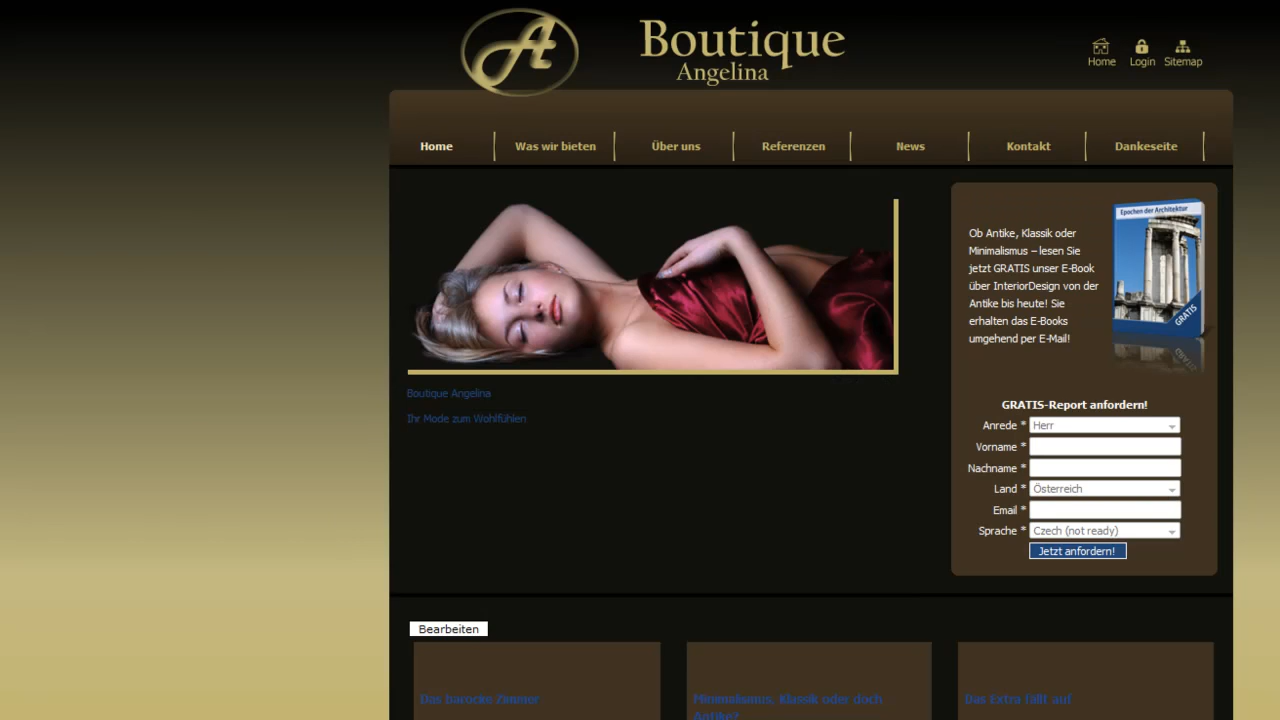 A
Boutique
Angelina
Home
Login
Sitemap
Home
Was wir bieten
Über uns
Referenzen
News
Kontakt
Dankeseite
Boutique Angelina
Ihr Mode zum Wohlfühlen
Ob Antike, Klassik oder
Minimalismus – lesen Sie
jetzt GRATIS unser E-Book
über InteriorDesign von der
Antike bis heute! Sie
erhalten das E-Books
umgehend per E-Mail!
Epochen der Architektur
GRATIS
GRATIS-Report anfordern!
Anrede * Herr
Vorname *
Nachname *
Land * Österreich
Email *
Sprache * Czech (not ready)
Jetzt anfordern!
Bearbeiten
Das barocke Zimmer
Minimalismus, Klassik oder doch
Antike?
Das Extra fällt auf